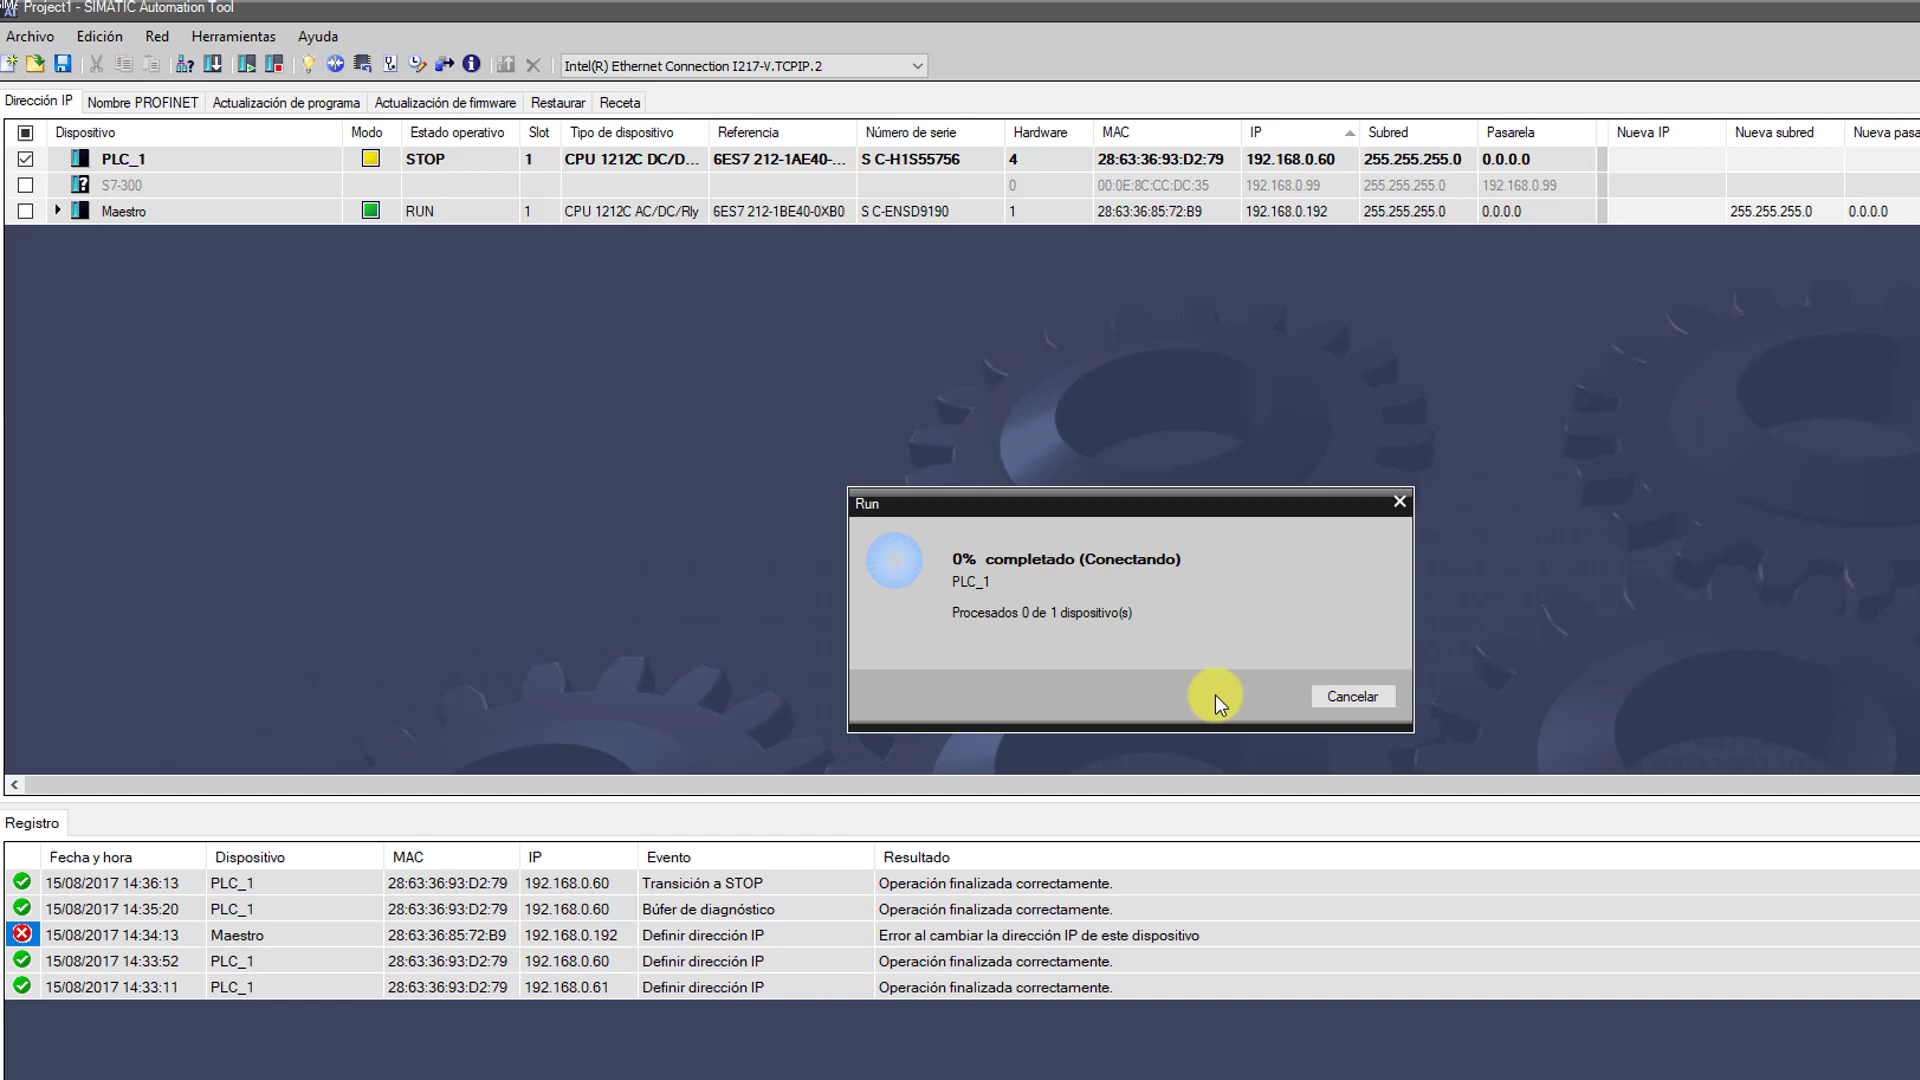 Project1 - SIMATIC Automation Tool
Archivo Edición Red Herramientas Ayuda
Intel(R) Ethernet Connection I217-V.TCPIP.2
Dirección IP Nombre PROFINET Actualización de programa Actualización de firmware Restaurar Receta
Dispositivo Modo Estado operativo Slot Tipo de dispositivo Referencia Número de serie Hardware MAC IP Subred Pasarela Nueva IP Nueva subred Nueva pasa
PLC_1 STOP 1 CPU 1212C DC/D... 6ES7 212-1AE40-... S C-H1S55756 4 28:63:36:93:D2:79 192.168.0.60 255.255.255.0 0.0.0.0
S7-300 0 00:0E:8C:CC:DC:35 192.168.0.99 255.255.255.0 192.168.0.99
Maestro RUN 1 CPU 1212C AC/DC/Rly 6ES7 212-1BE40-0XB0 S C-ENSD9190 1 28:63:36:85:72:B9 192.168.0.192 255.255.255.0 0.0.0.0 255.255.255.0 0.0.0.0
Run
0% completado (Conectando)
PLC_1
Procesados 0 de 1 dispositivo(s)
Cancelar
Registro
Fecha y hora Dispositivo MAC IP Evento Resultado
15/08/2017 14:36:13 PLC_1 28:63:36:93:D2:79 192.168.0.60 Transición a STOP Operación finalizada correctamente.
15/08/2017 14:35:20 PLC_1 28:63:36:93:D2:79 192.168.0.60 Búfer de diagnóstico Operación finalizada correctamente.
15/08/2017 14:34:13 Maestro 28:63:36:85:72:B9 192.168.0.192 Definir dirección IP Error al cambiar la dirección IP de este dispositivo
15/08/2017 14:33:52 PLC_1 28:63:36:93:D2:79 192.168.0.60 Definir dirección IP Operación finalizada correctamente.
15/08/2017 14:33:11 PLC_1 28:63:36:93:D2:79 192.168.0.61 Definir dirección IP Operación finalizada correctamente.